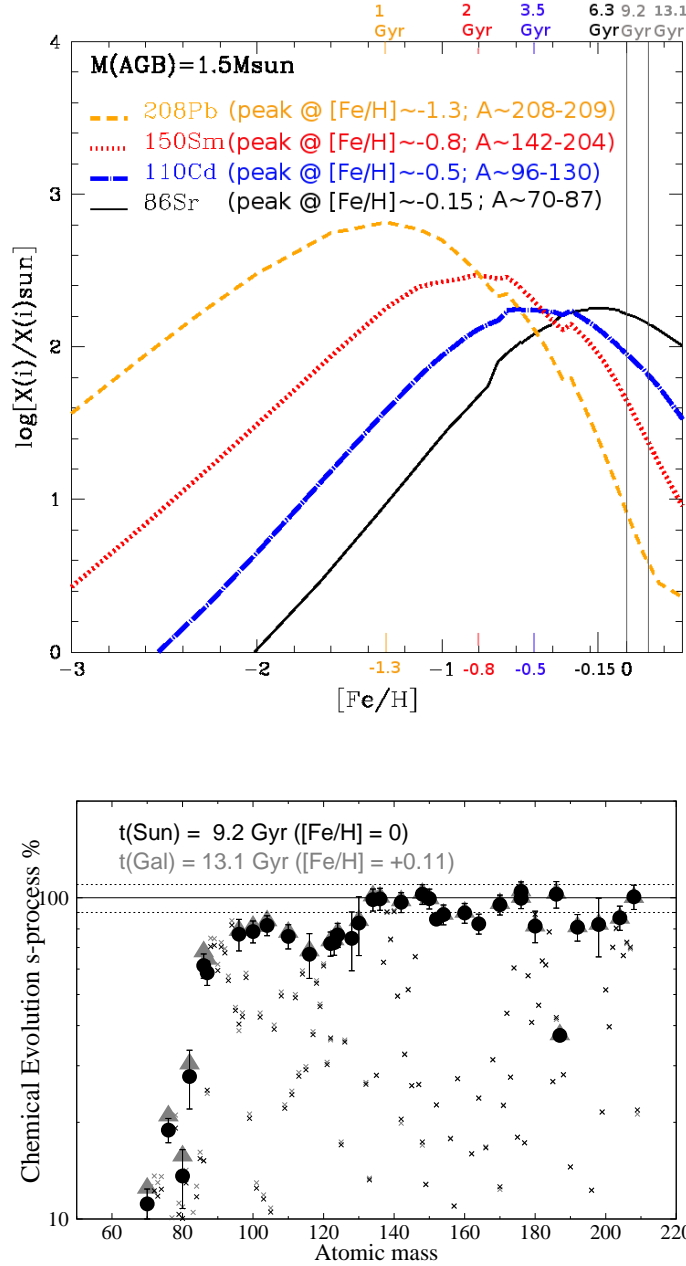 1 2 3.5 6.3 9.2 13.1
Gyr Gyr Gyr Gyr Gyr Gyr
4
M(AGB)=1.5Msun
208Pb (peak @ [Fe/H]~-1.3; A~208-209)
150Sm (peak @ [Fe/H]~-0.8; A~142-204)
110Cd (peak @ [Fe/H]~-0.5; A~96-130)
86Sr (peak @ [Fe/H]~-0.15; A~70-87)
3
2
1
0
log[X(i)/X(i)sun]
-3 -2 -1.3 -1 -0.8 -0.5 -0.15 0
[Fe/H]
t(Sun) = 9.2 Gyr ([Fe/H] = 0)
t(Gal) = 13.1 Gyr ([Fe/H] = +0.11)
100
10
Chemical Evolution s-process %
60 80 100 120 140 160 180 200 220
Atomic mass